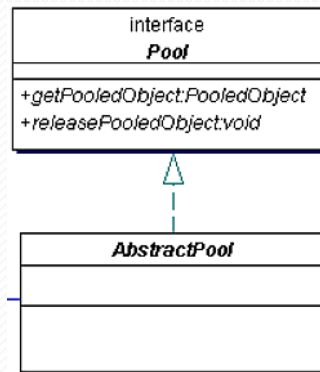 interface
Pool
+getPooledObject:PooledObject
+releasePooledObject:void
AbstractPool